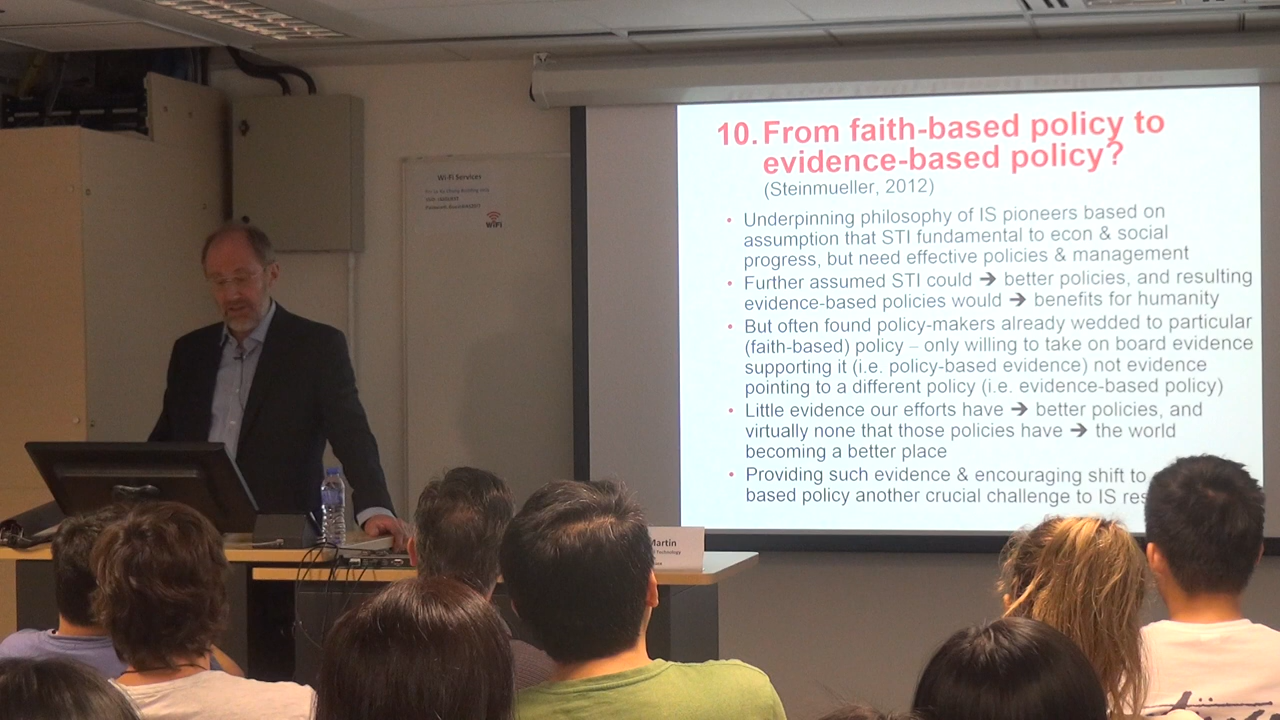 10. From faith-based policy to
evidence-based policy?
(Steinmueller, 2012)
• Underpinning philosophy of IS pioneers based on
assumption that STI fundamental to econ & social
progress, but need effective policies & management
• Further assumed STI could ➔ better policies, and resulting
evidence-based policies would ➔ benefits for humanity
• But often found policy-makers already wedded to particular
(faith-based) policy – only willing to take on board evidence
supporting it (i.e. policy-based evidence) not evidence
pointing to a different policy (i.e. evidence-based policy)
• Little evidence our efforts have ➔ better policies, and
virtually none that those policies have ➔ the world
becoming a better place
• Providing such evidence & encouraging shift to
based policy another crucial challenge to IS res
Wi-Fi Services
WiFi
Martin
Technology